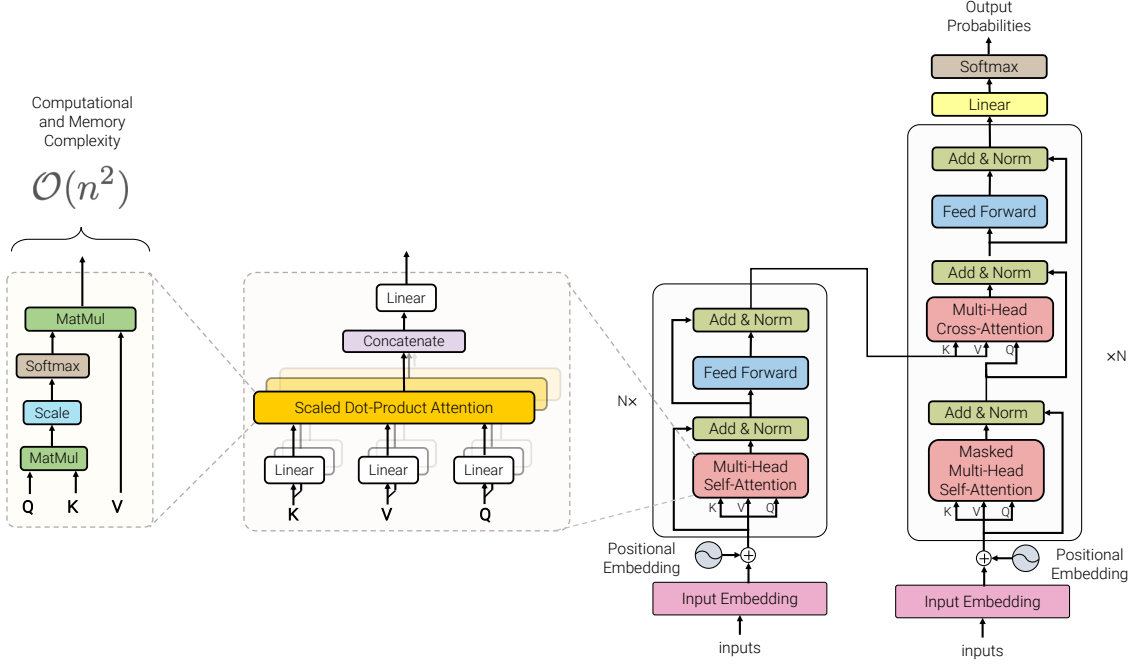 Computational
and Memory
Complexity
O(n²)
MatMul
Softmax
Scale
MatMul
Q K V
Linear
Concatenate
Scaled Dot-Product Attention
Linear Linear Linear
K V Q
N×
Add & Norm
Feed Forward
Add & Norm
Multi-Head
Self-Attention
K V Q
Positional
Embedding
Input Embedding
inputs
Output
Probabilities
Softmax
Linear
Add & Norm
Feed Forward
Add & Norm
Multi-Head
Cross-Attention
K V Q
×N
Add & Norm
Masked
Multi-Head
Self-Attention
K V Q
Positional
Embedding
Input Embedding
inputs